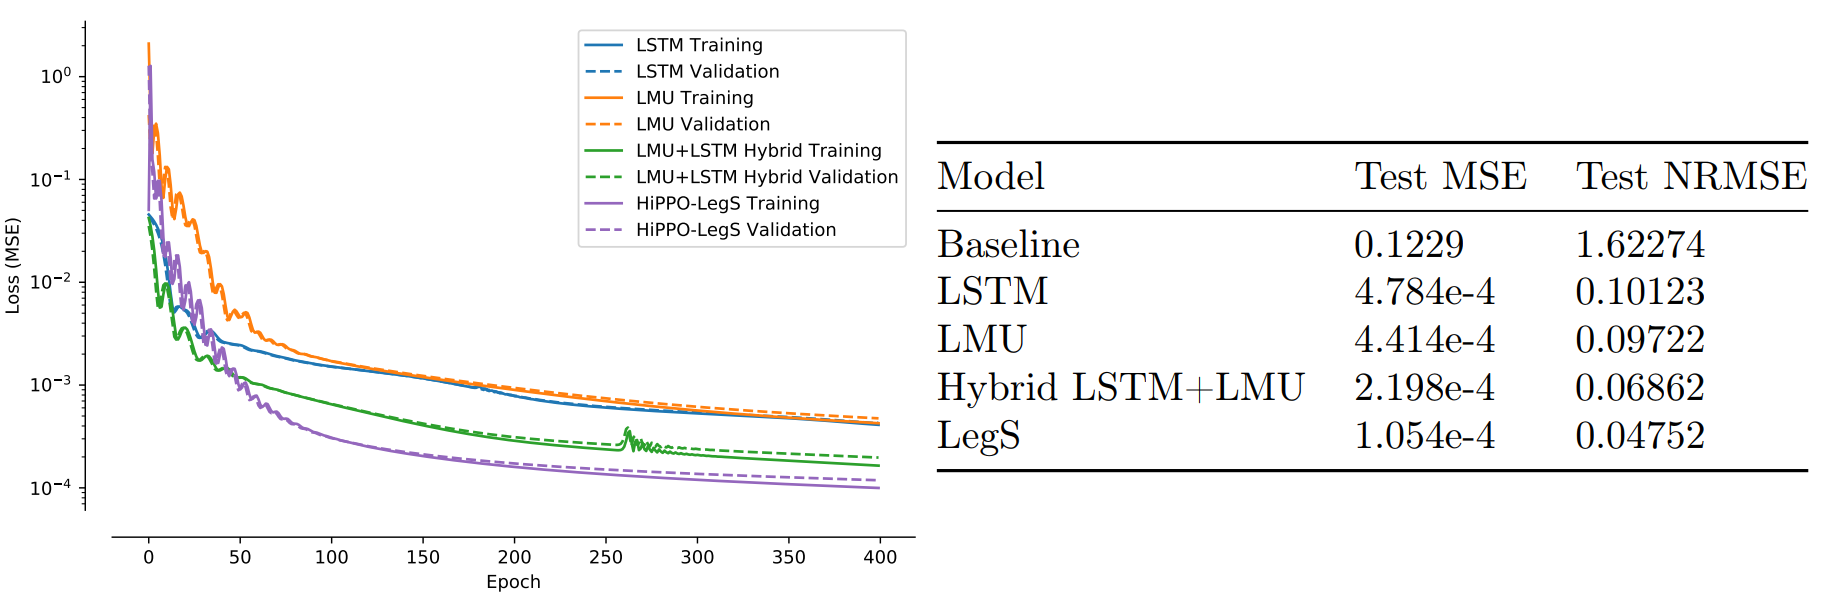 10⁰
10⁻¹
10⁻²
10⁻³
10⁻⁴
Loss (MSE)
0 50 100 150 200 250 300 350 400
Epoch
LSTM Training
LSTM Validation
LMU Training
LMU Validation
LMU+LSTM Hybrid Training
LMU+LSTM Hybrid Validation
HiPPO-LegS Training
HiPPO-LegS Validation
Model Test MSE Test NRMSE
Baseline 0.1229 1.62274
LSTM 4.784e-4 0.10123
LMU 4.414e-4 0.09722
Hybrid LSTM+LMU 2.198e-4 0.06862
LegS 1.054e-4 0.04752